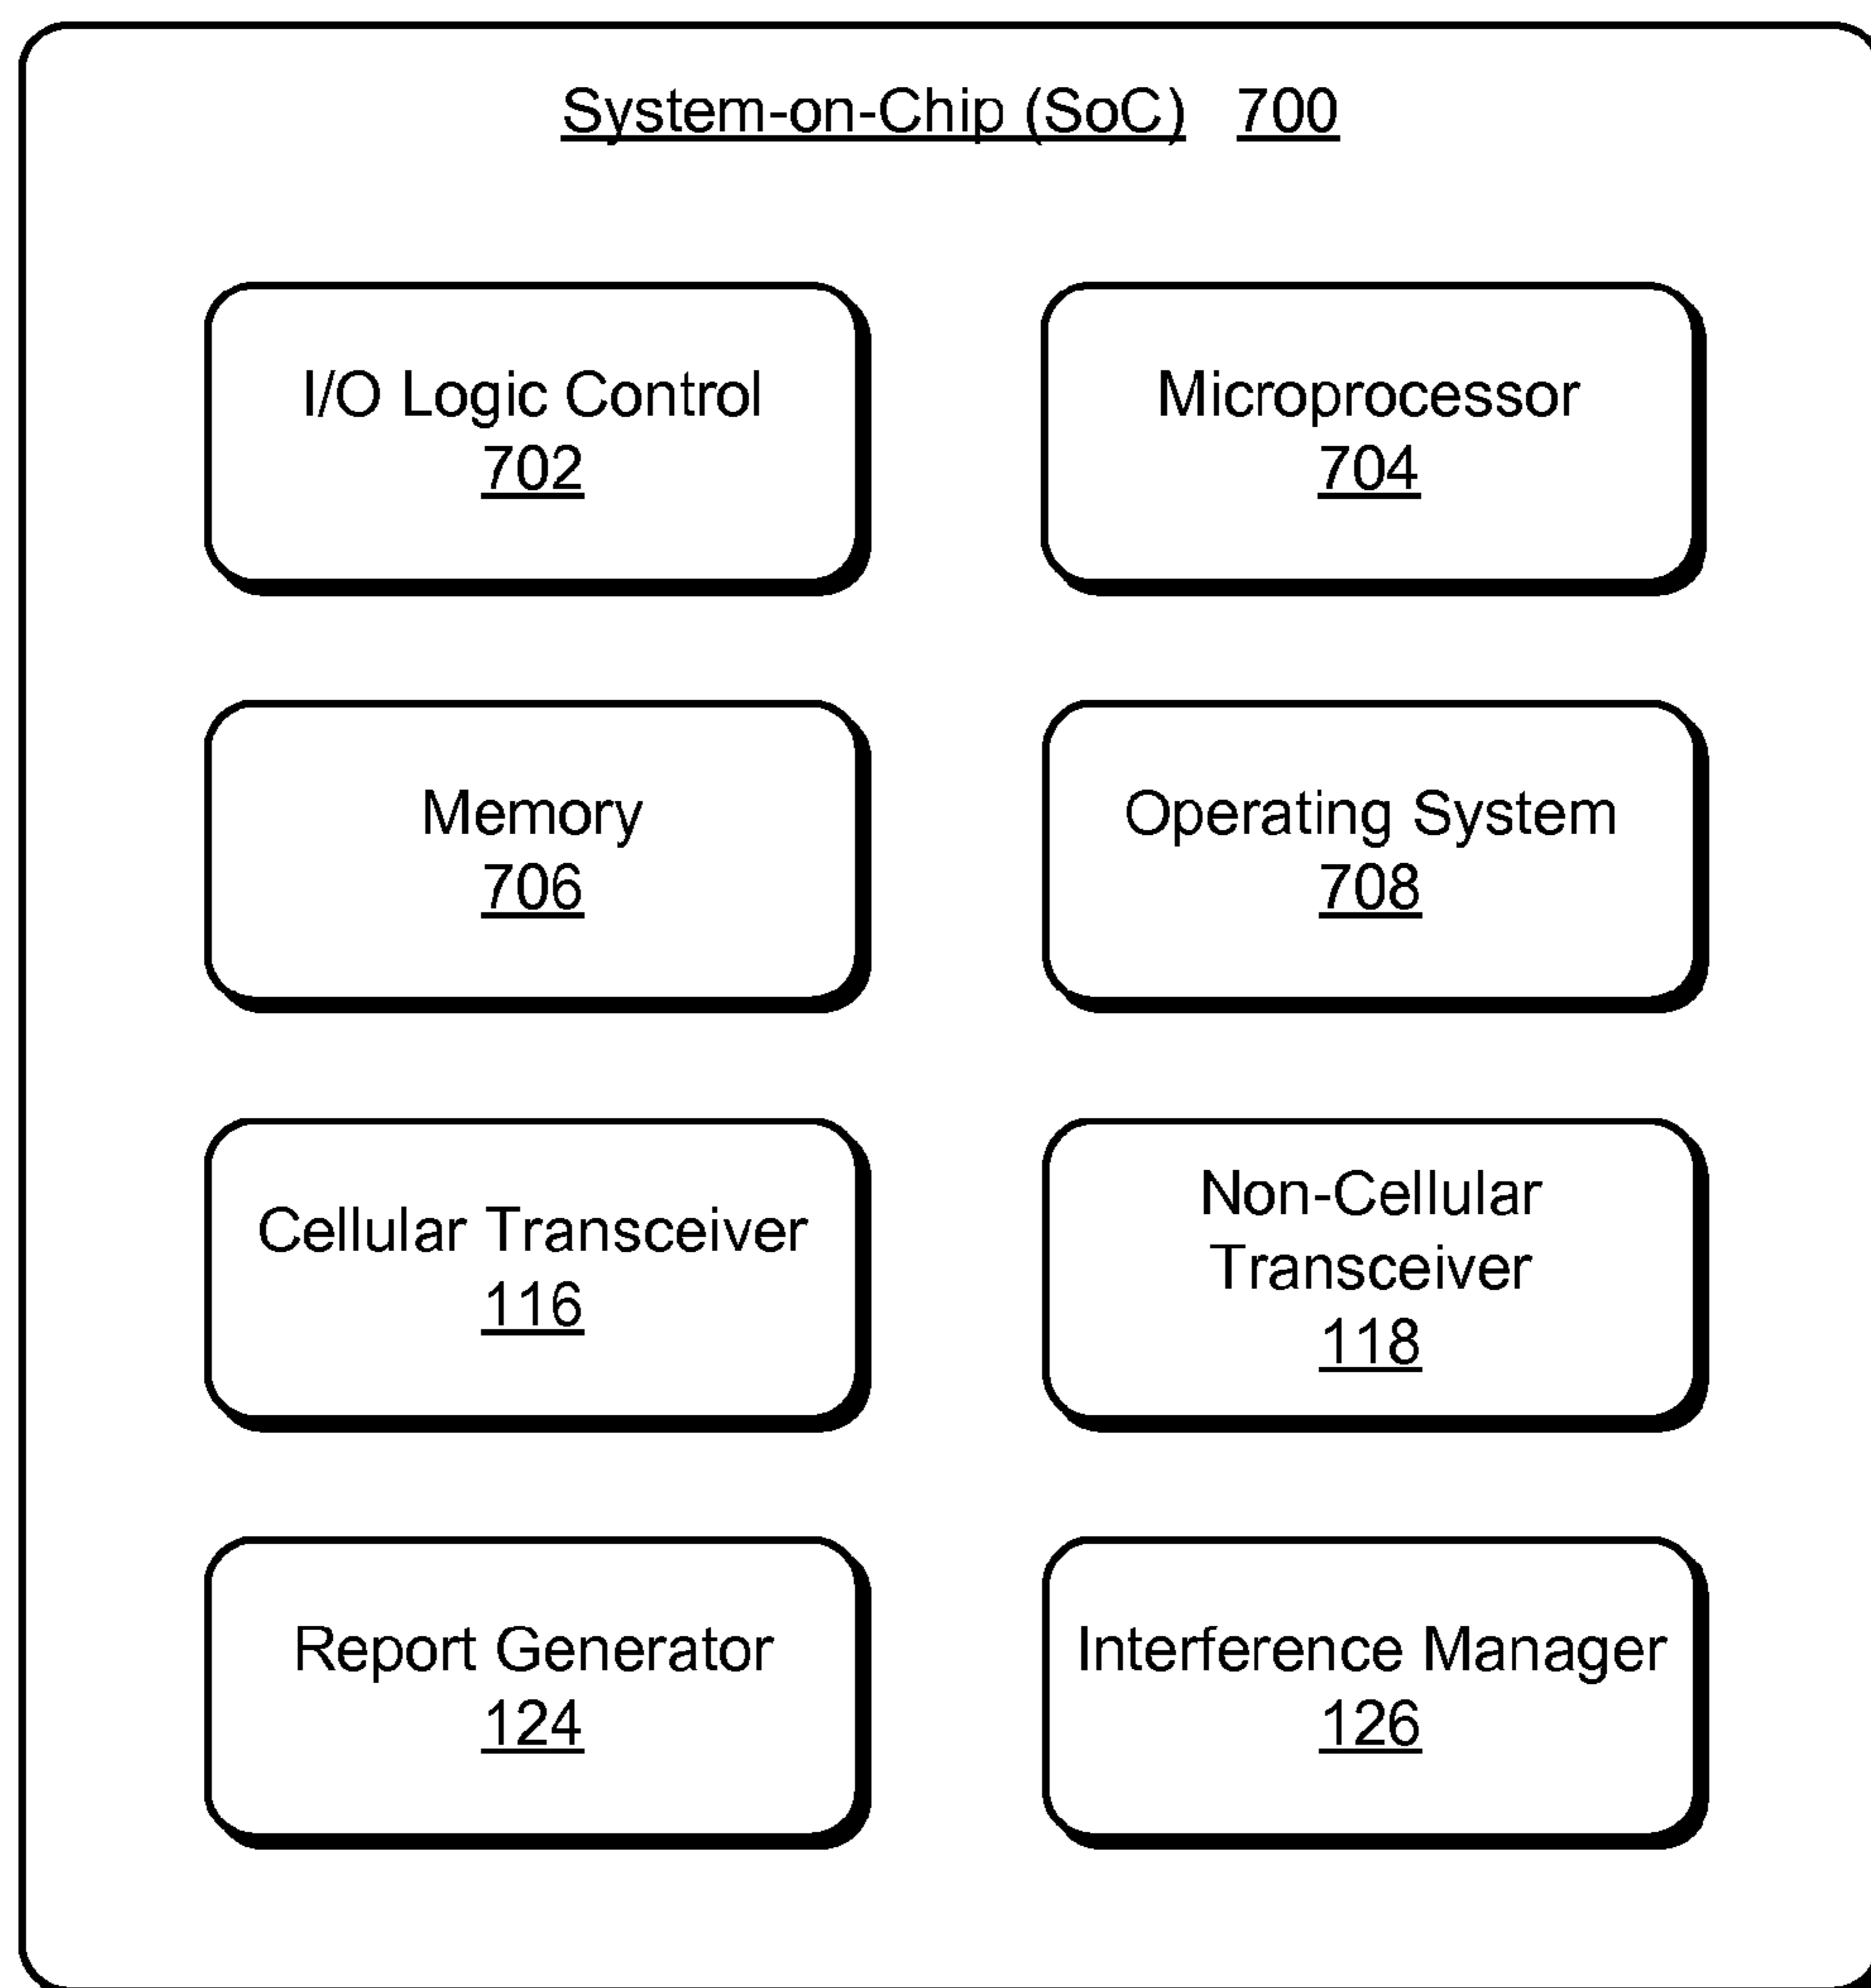 System-on-Chip (SoC) 700
I/O Logic Control
702
Microprocessor
704
Memory
706
Operating System
708
Cellular Transceiver
116
Non-Cellular
Transceiver
118
Report Generator
124
Interference Manager
126